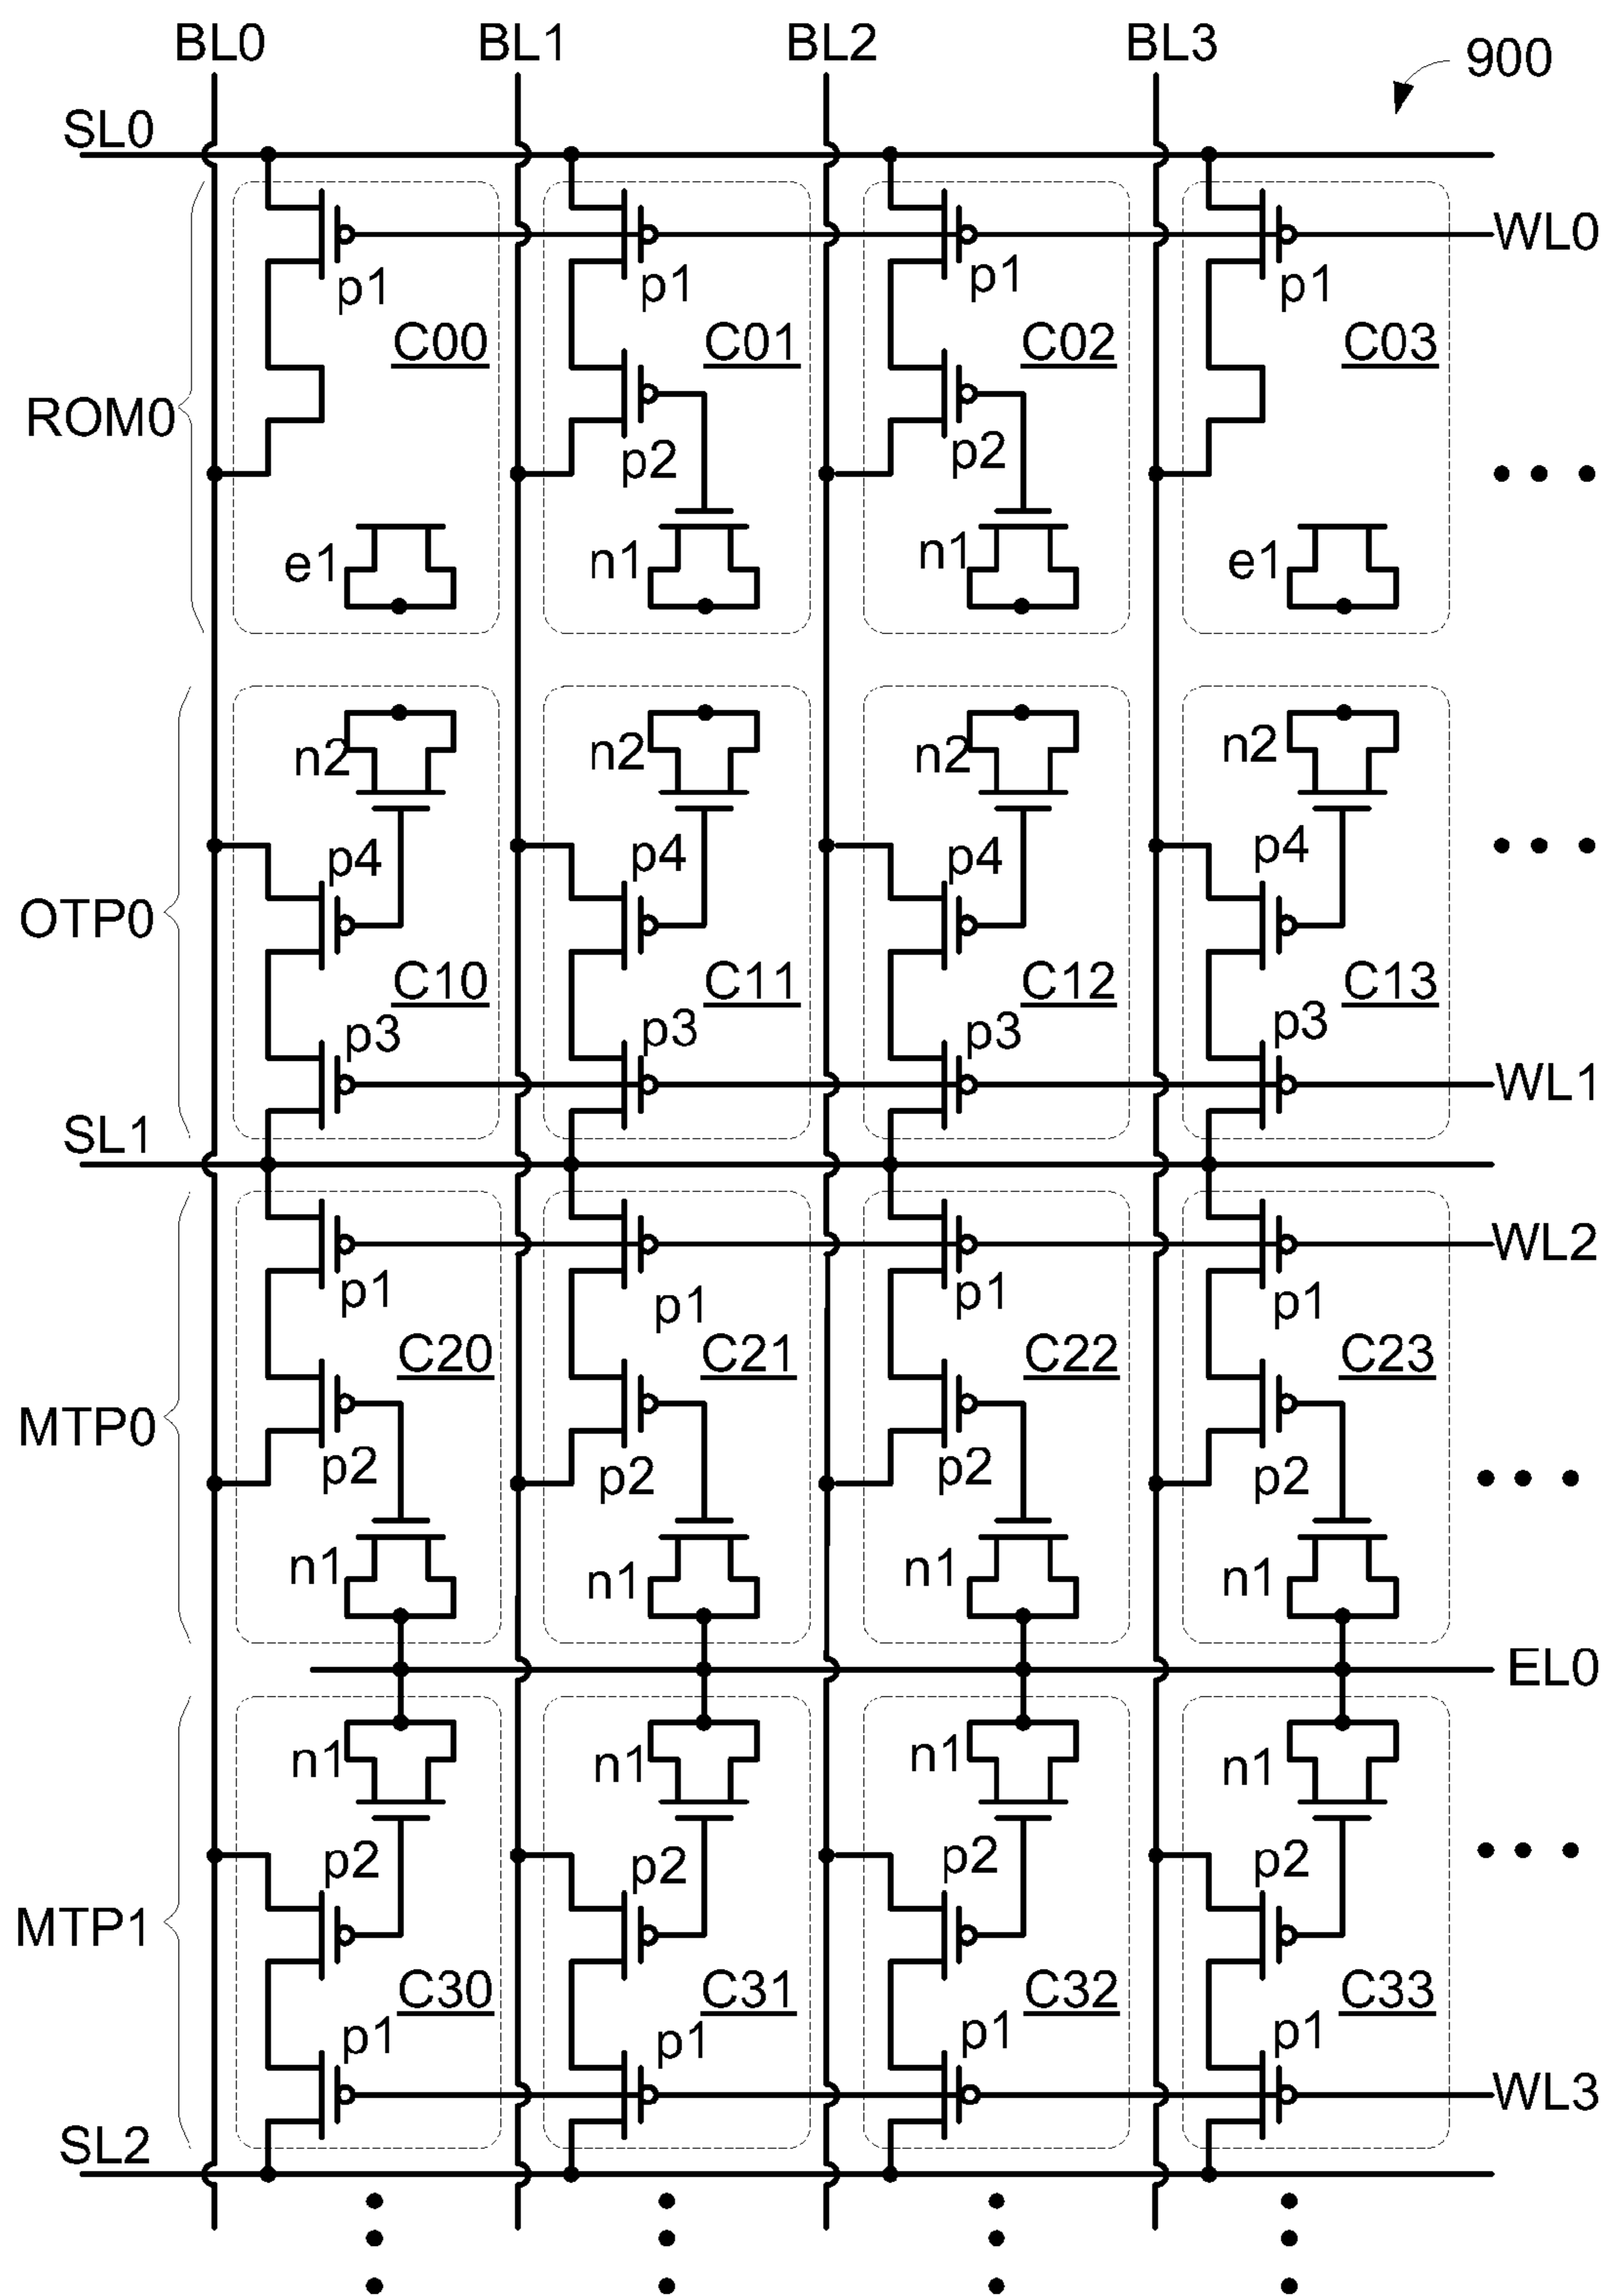 BL0 BL1 BL2 BL3
900
SL0
WL0
p1 p1 p1 p1
C00 C01 C02 C03
ROM0
p2 p2
e1 n1 n1 e1
n2 n2 n2 n2
p4 p4 p4 p4
OTP0
C10 C11 C12 C13
p3 p3 p3 p3
WL1
SL1
WL2
p1 p1 p1 p1
C20 C21 C22 C23
MTP0
p2 p2 p2 p2
n1 n1 n1 n1
EL0
n1 n1 n1 n1
p2 p2 p2 p2
MTP1
C30 C31 C32 C33
p1 p1 p1 p1
WL3
SL2